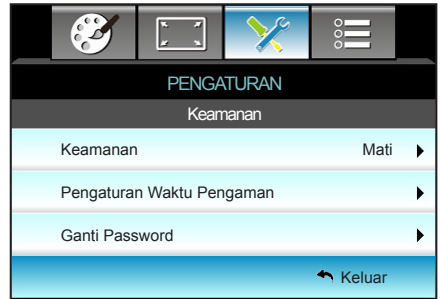 PENGATURAN
Keamanan
Keamanan Mati
Pengaturan Waktu Pengaman
Ganti Password
Keluar